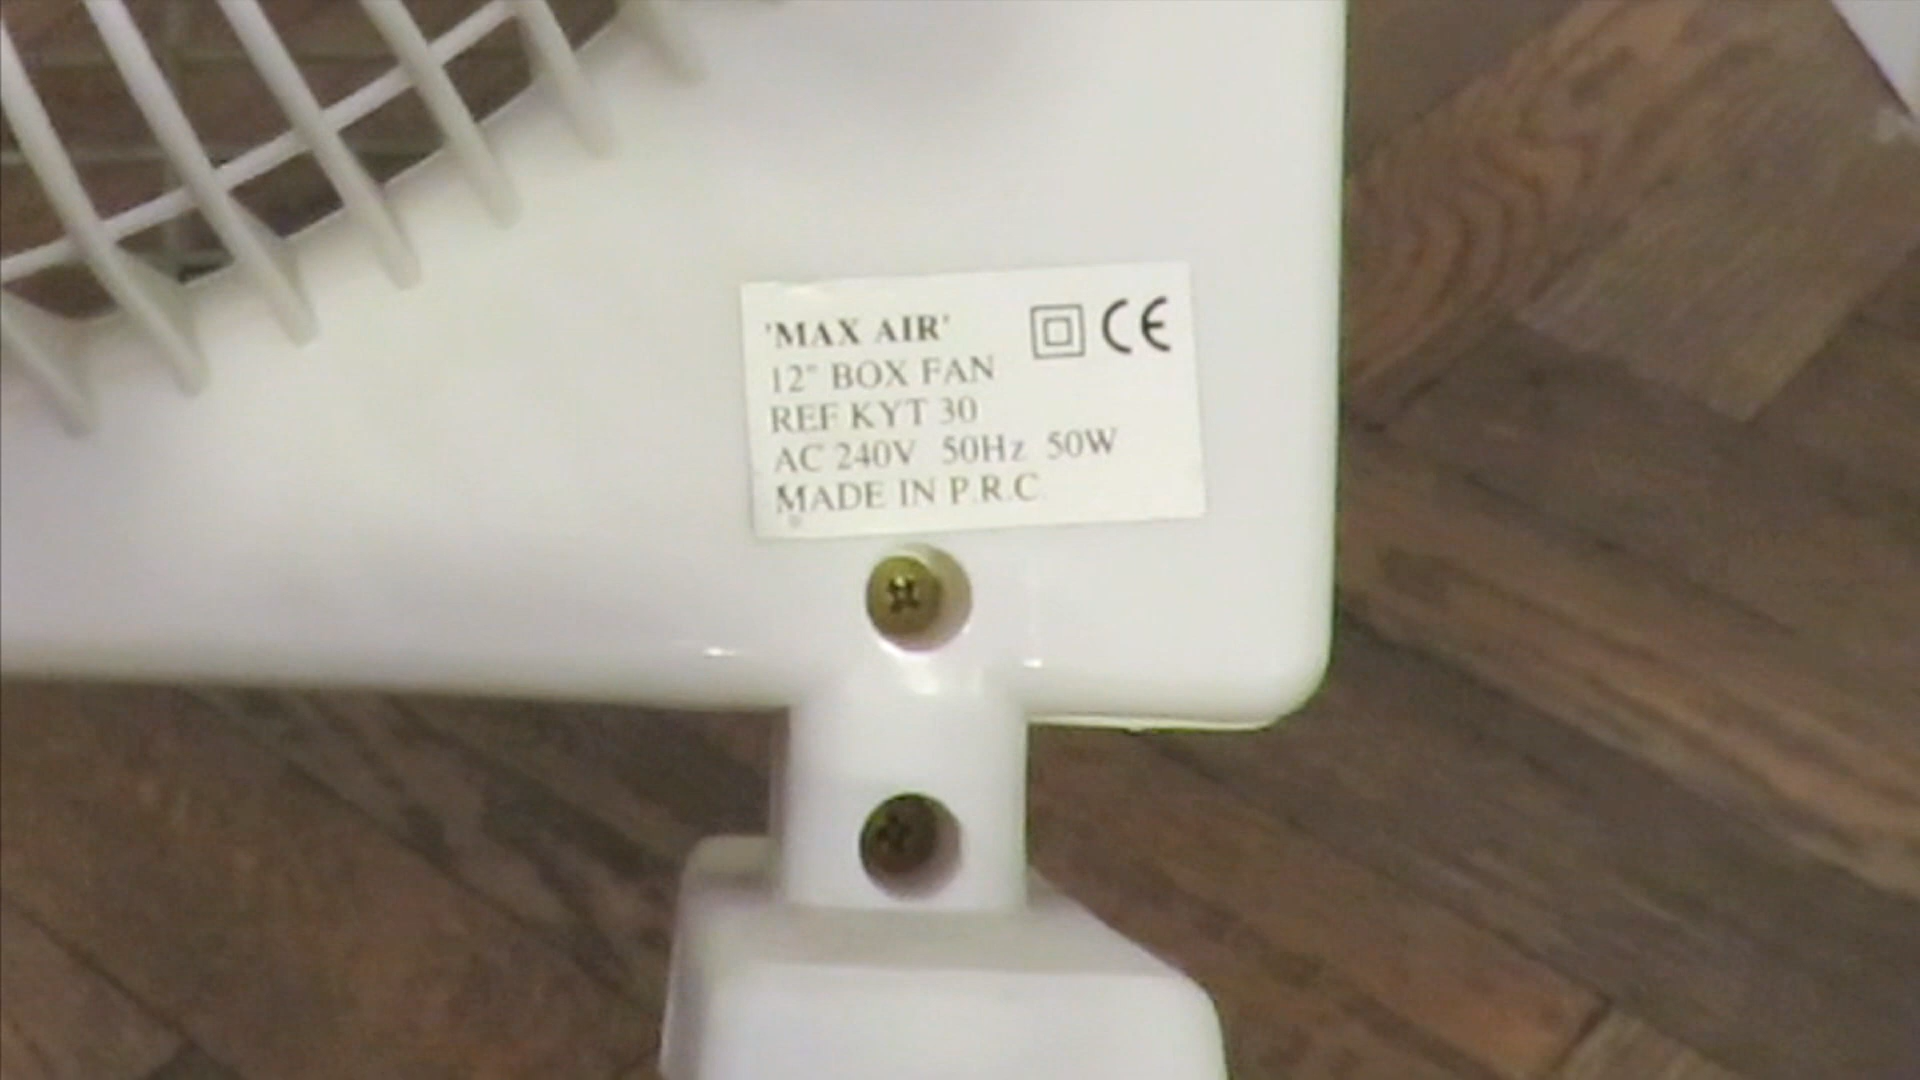 'MAX AIR' CE
12" BOX FAN
REF KYT 30
AC 240V 50Hz 50W
MADE IN P.R.C